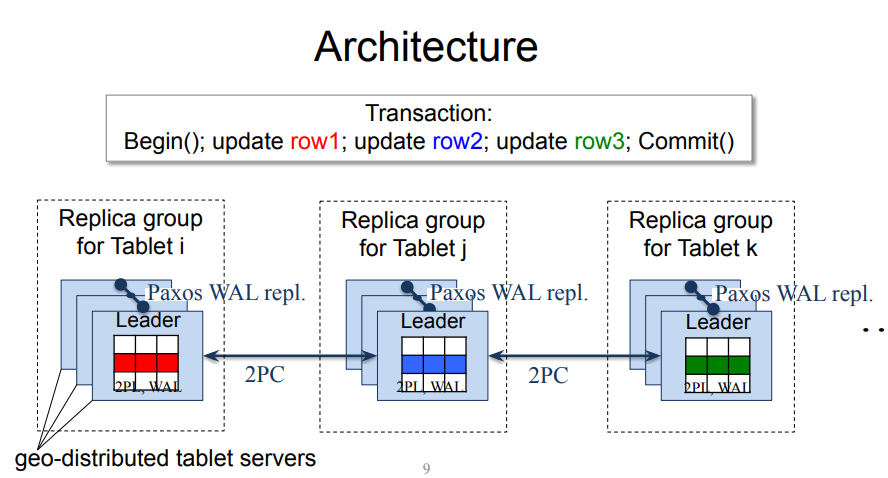 Architecture
Transaction:
Begin(); update row1; update row2; update row3; Commit()
Replica group
for Tablet i
Replica group
for Tablet j
Replica group
for Tablet k
Paxos WAL repl.
Paxos WAL repl.
Paxos WAL repl.
Leader
Leader
Leader
2PL, WAL
2PL, WAL
2PL, WAL
2PC
2PC
. .
geo-distributed tablet servers
9